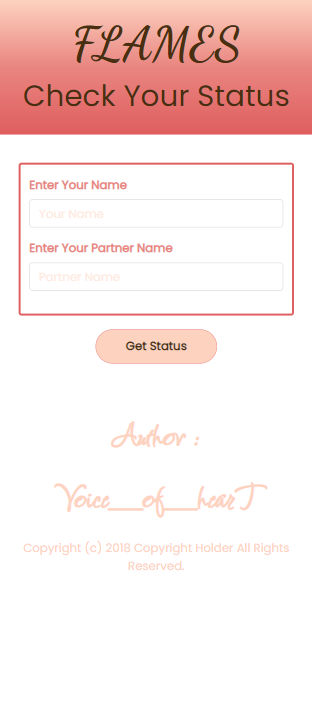 FLAMES
Check Your Status
Enter Your Name
Your Name
Enter Your Partner Name
Partner Name
Get Status
Author :
Voice__of__hearT
Copyright (c) 2018 Copyright Holder All Rights
Reserved.